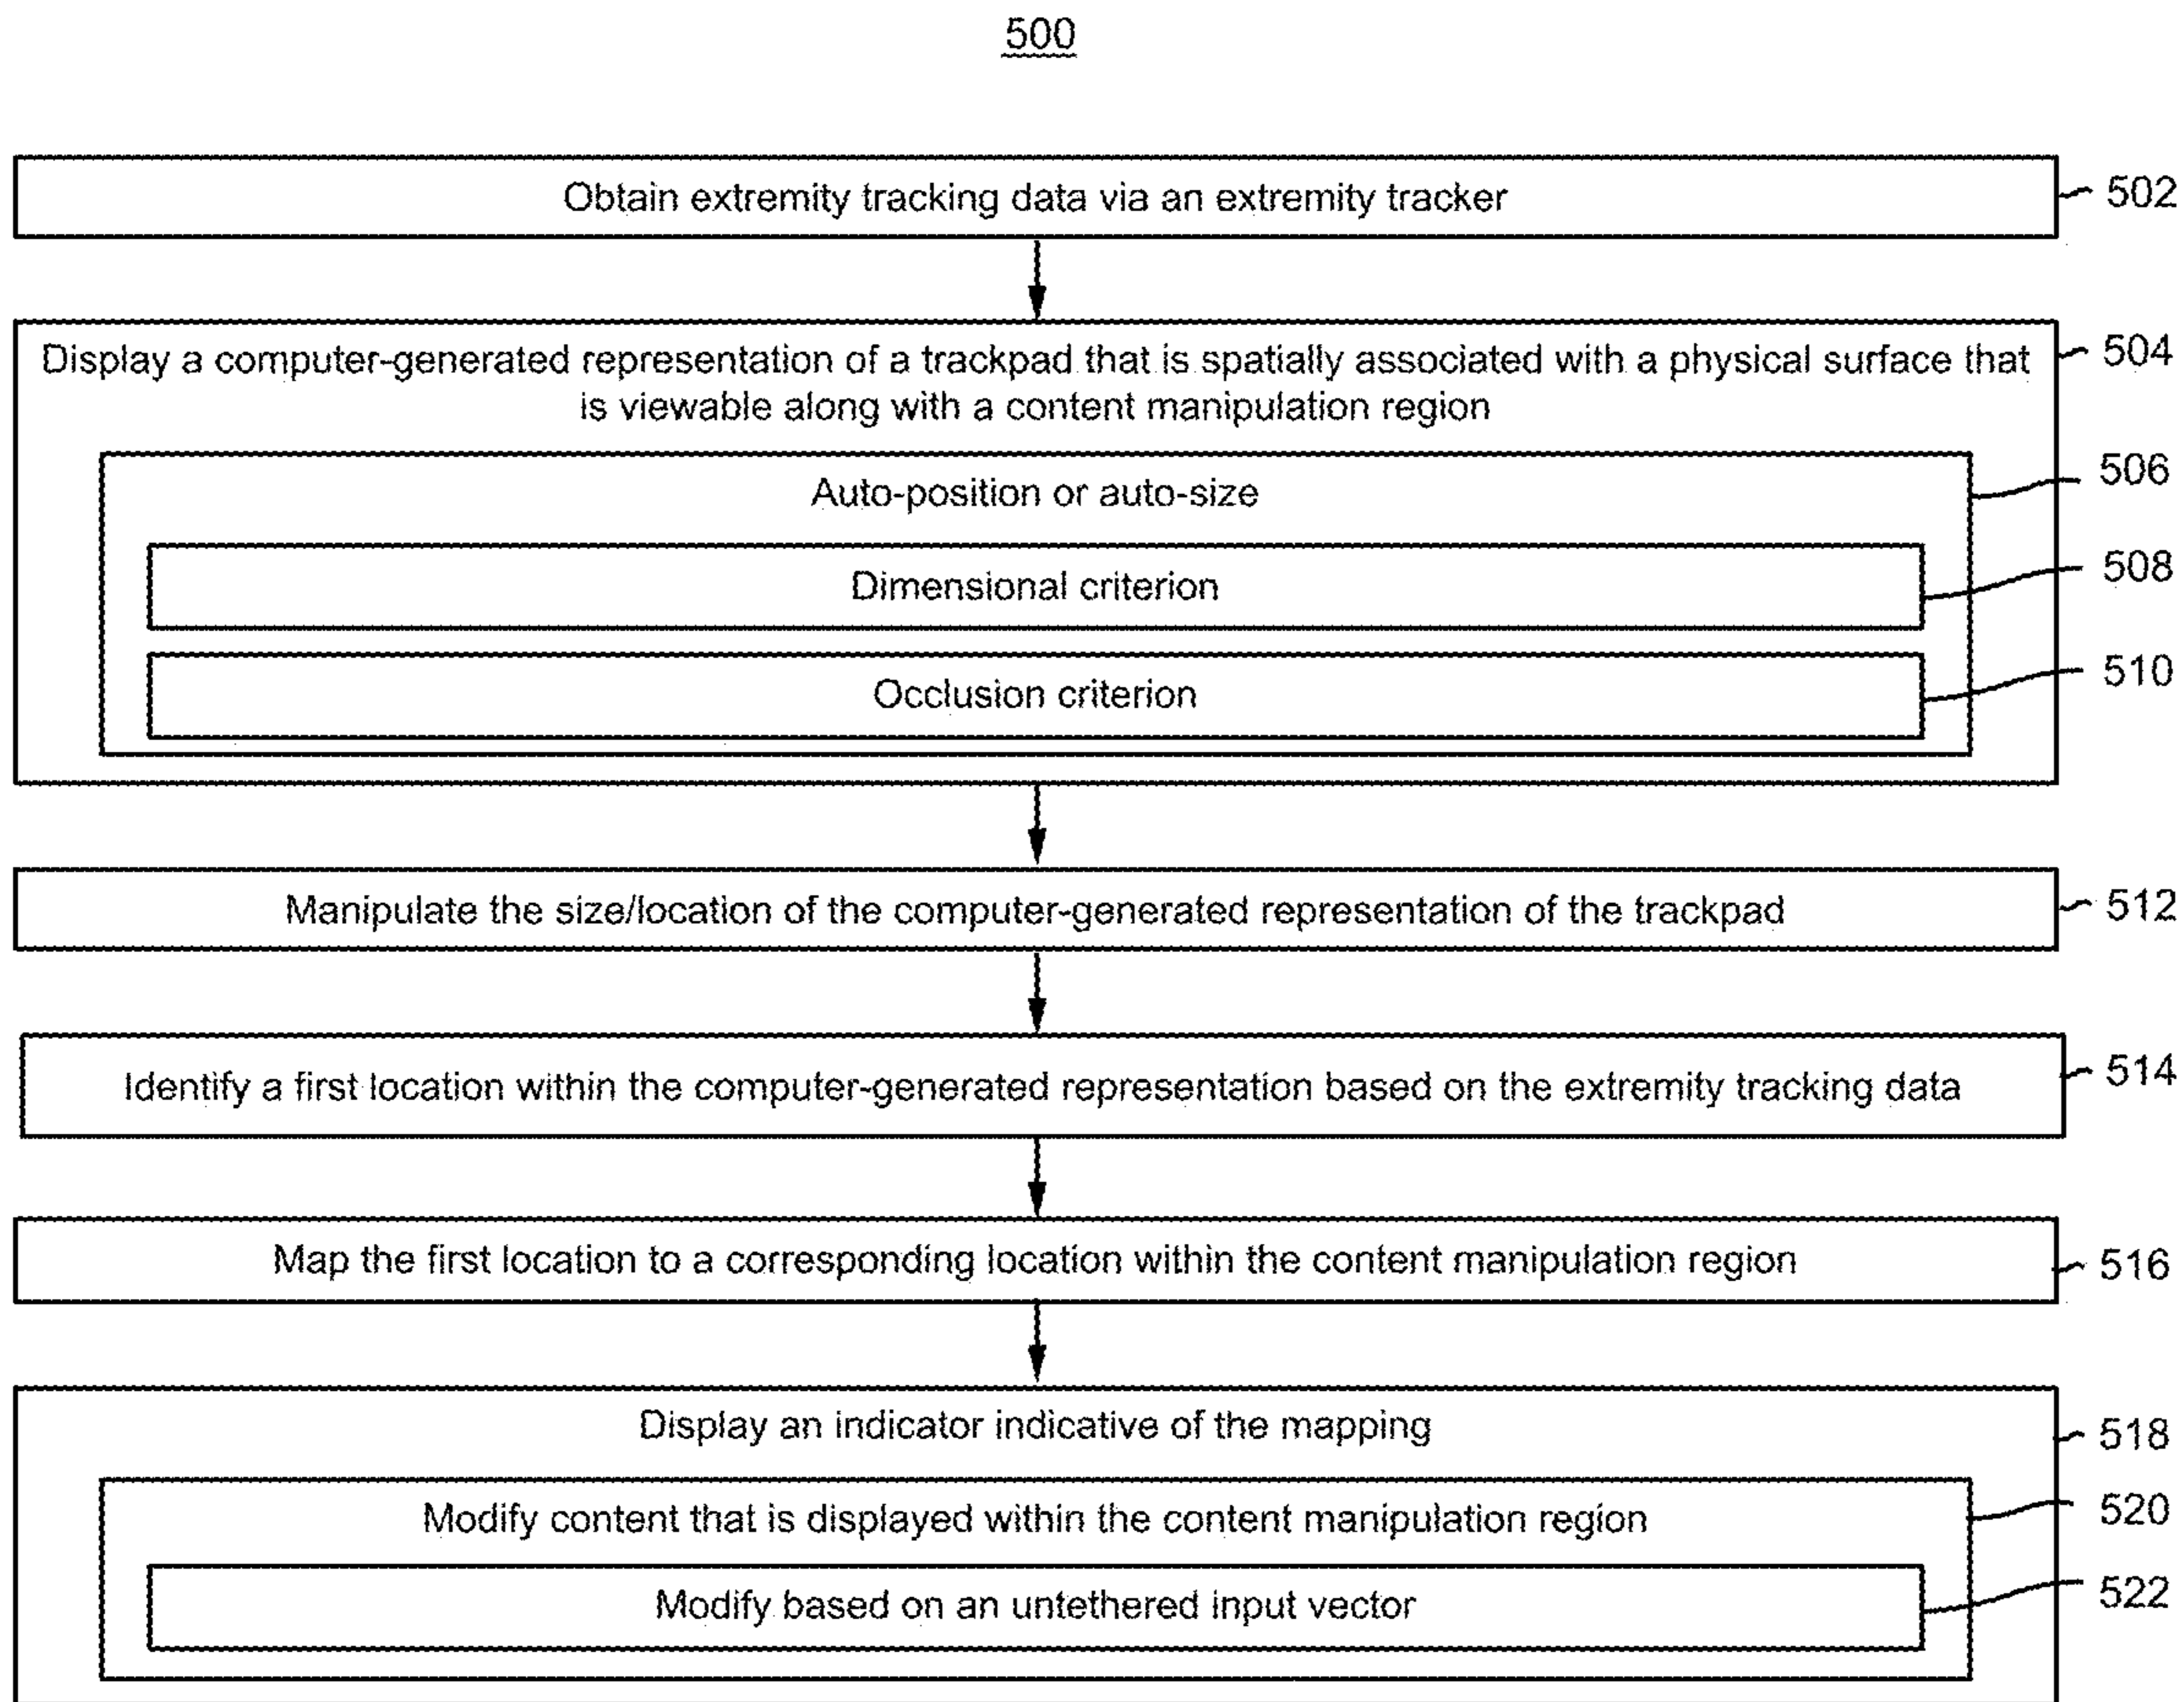 500
Obtain extremity tracking data via an extremity tracker
502
Display a computer-generated representation of a trackpad that is spatially associated with a physical surface that
is viewable along with a content manipulation region
504
Auto-position or auto-size
506
Dimensional criterion
508
Occlusion criterion
510
Manipulate the size/location of the computer-generated representation of the trackpad
512
Identify a first location within the computer-generated representation based on the extremity tracking data
514
Map the first location to a corresponding location within the content manipulation region
516
Display an indicator indicative of the mapping
518
Modify content that is displayed within the content manipulation region
520
Modify based on an untethered input vector
522